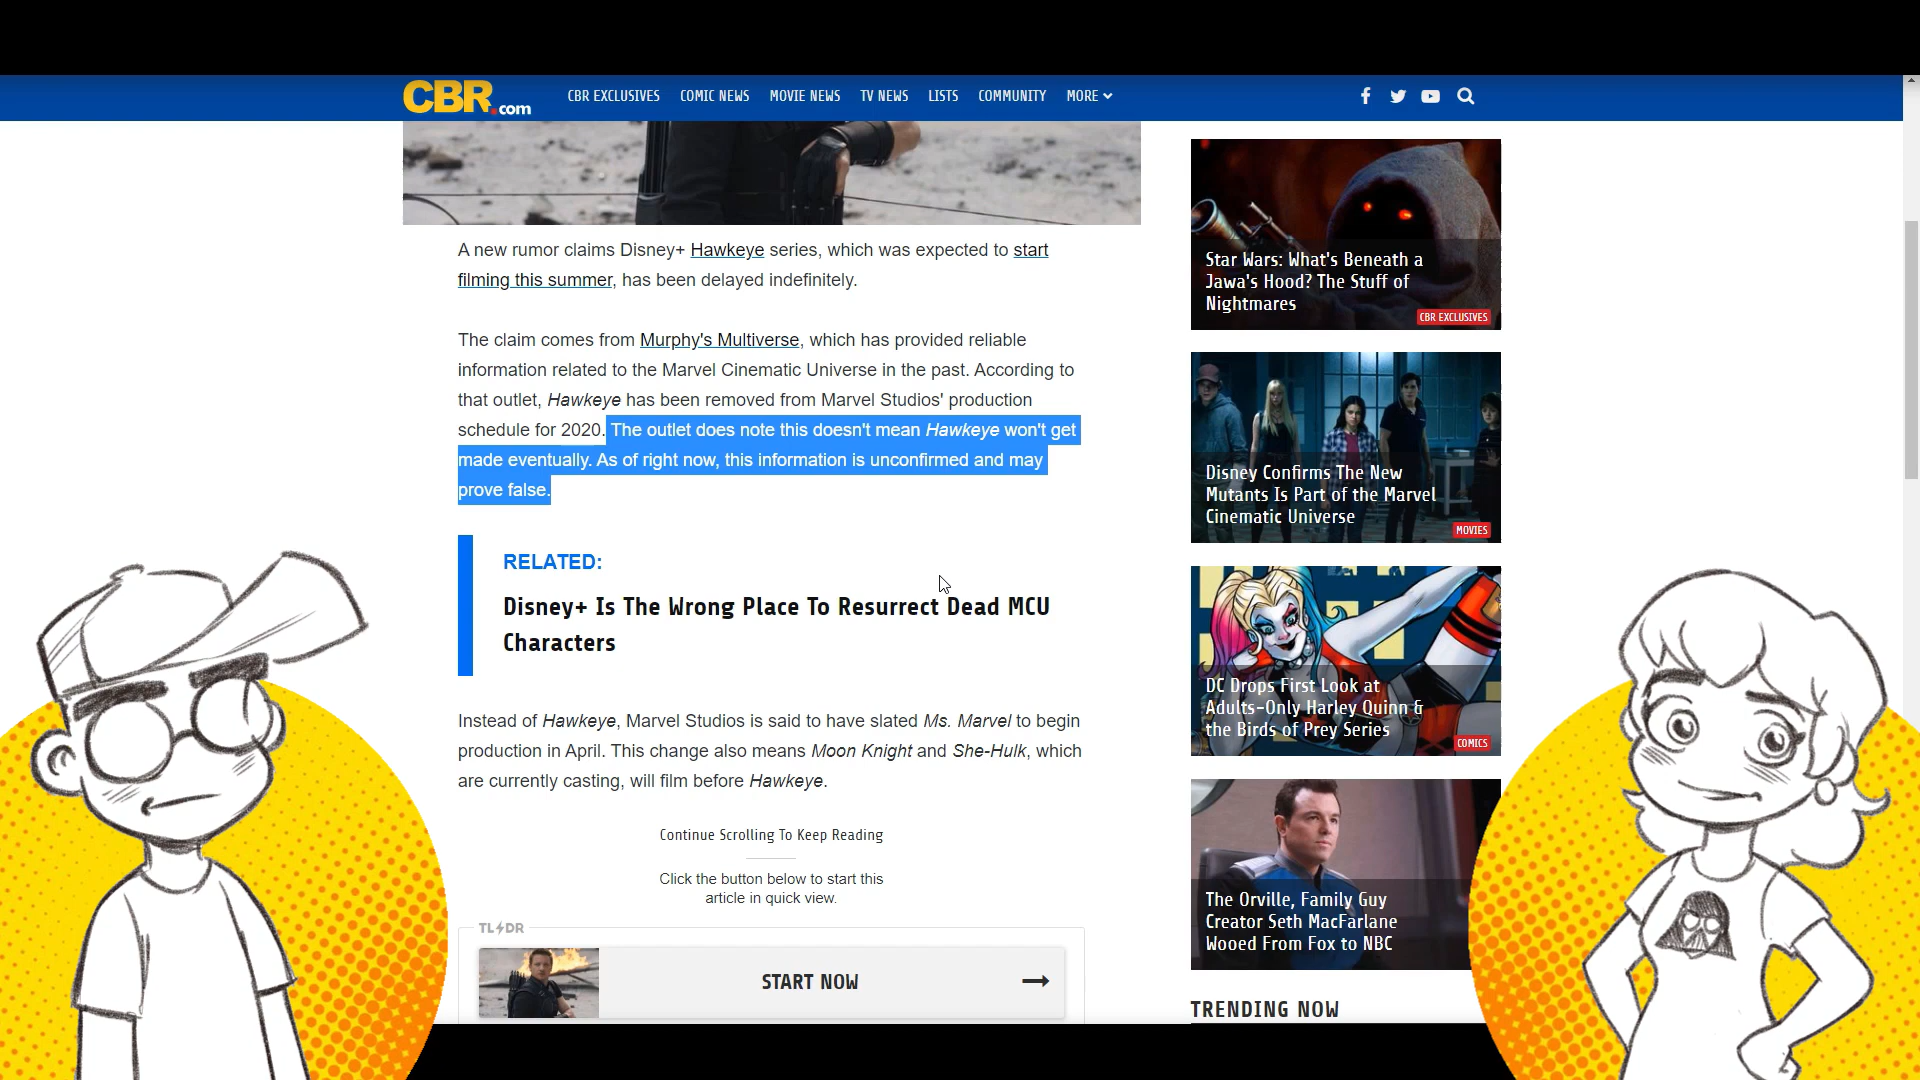 CBR.com
CBR EXCLUSIVES COMIC NEWS MOVIE NEWS TV NEWS LISTS COMMUNITY MORE
A new rumor claims Disney+ Hawkeye series, which was expected to start
filming this summer, has been delayed indefinitely.
The claim comes from Murphy's Multiverse, which has provided reliable
information related to the Marvel Cinematic Universe in the past. According to
that outlet, Hawkeye has been removed from Marvel Studios' production
schedule for 2020. The outlet does note this doesn't mean Hawkeye won't get
made eventually. As of right now, this information is unconfirmed and may
prove false.
RELATED:
Disney+ Is The Wrong Place To Resurrect Dead MCU
Characters
Instead of Hawkeye, Marvel Studios is said to have slated Ms. Marvel to begin
production in April. This change also means Moon Knight and She-Hulk, which
are currently casting, will film before Hawkeye.
Continue Scrolling To Keep Reading
Click the button below to start this
article in quick view.
TL DR
START NOW
Star Wars: What's Beneath a
Jawa's Hood? The Stuff of
Nightmares
CBR EXCLUSIVES
Disney Confirms The New
Mutants Is Part of the Marvel
Cinematic Universe
MOVIES
DC Drops First Look at
Adults-Only Harley Quinn &
the Birds of Prey Series
COMICS
The Orville, Family Guy
Creator Seth MacFarlane
Wooed From Fox to NBC
TRENDING NOW